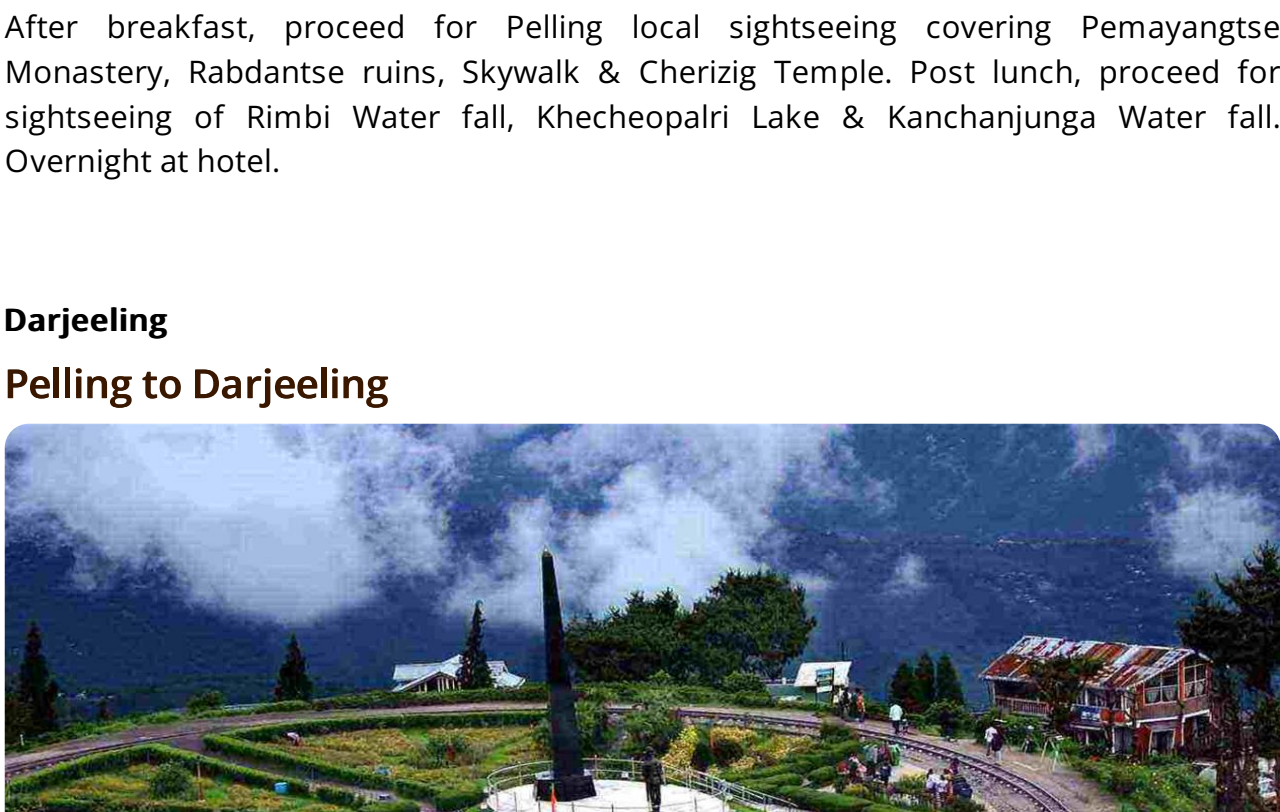 After breakfast, proceed for Pelling local sightseeing covering Pemayangtse
Monastery, Rabdantse ruins, Skywalk & Cherizig Temple. Post lunch, proceed for
sightseeing of Rimbi Water fall, Khecheopalri Lake & Kanchanjunga Water fall.
Overnight at hotel.
Darjeeling
Pelling to Darjeeling